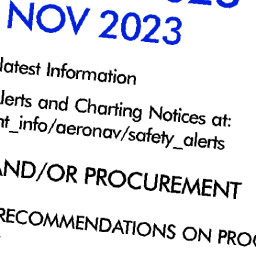 NOV 2023
latest Information
lerts and Charting Notices at:
nt_info/aeronav/safety_alerts
AND/OR PROCUREMENT
RECOMMENDATIONS ON PRO